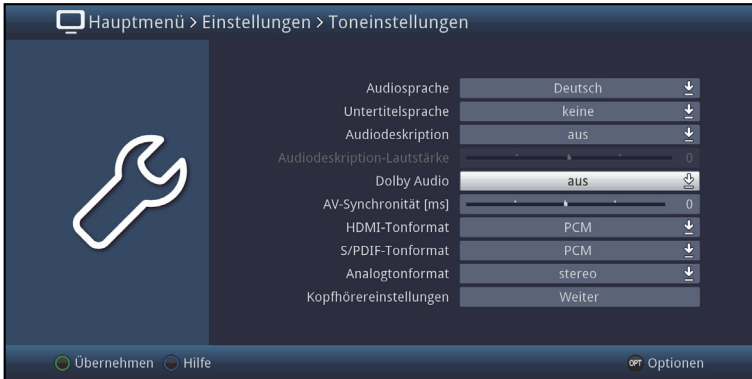 Hauptmenü > Einstellungen > Toneinstellungen
Audiosprache Deutsch
Untertitelsprache keine
Audiodeskription aus
Audiodeskription-Lautstärke 0
Dolby Audio aus
AV-Synchronität [ms] 0
HDMI-Tonformat PCM
S/PDIF-Tonformat PCM
Analogtonformat stereo
Kopfhörereinstellungen Weiter
Übernehmen Hilfe OPT Optionen